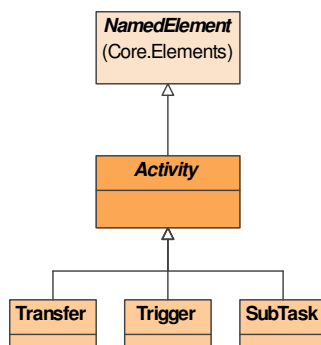 NamedElement
(Core.Elements)
Activity
Transfer Trigger SubTask